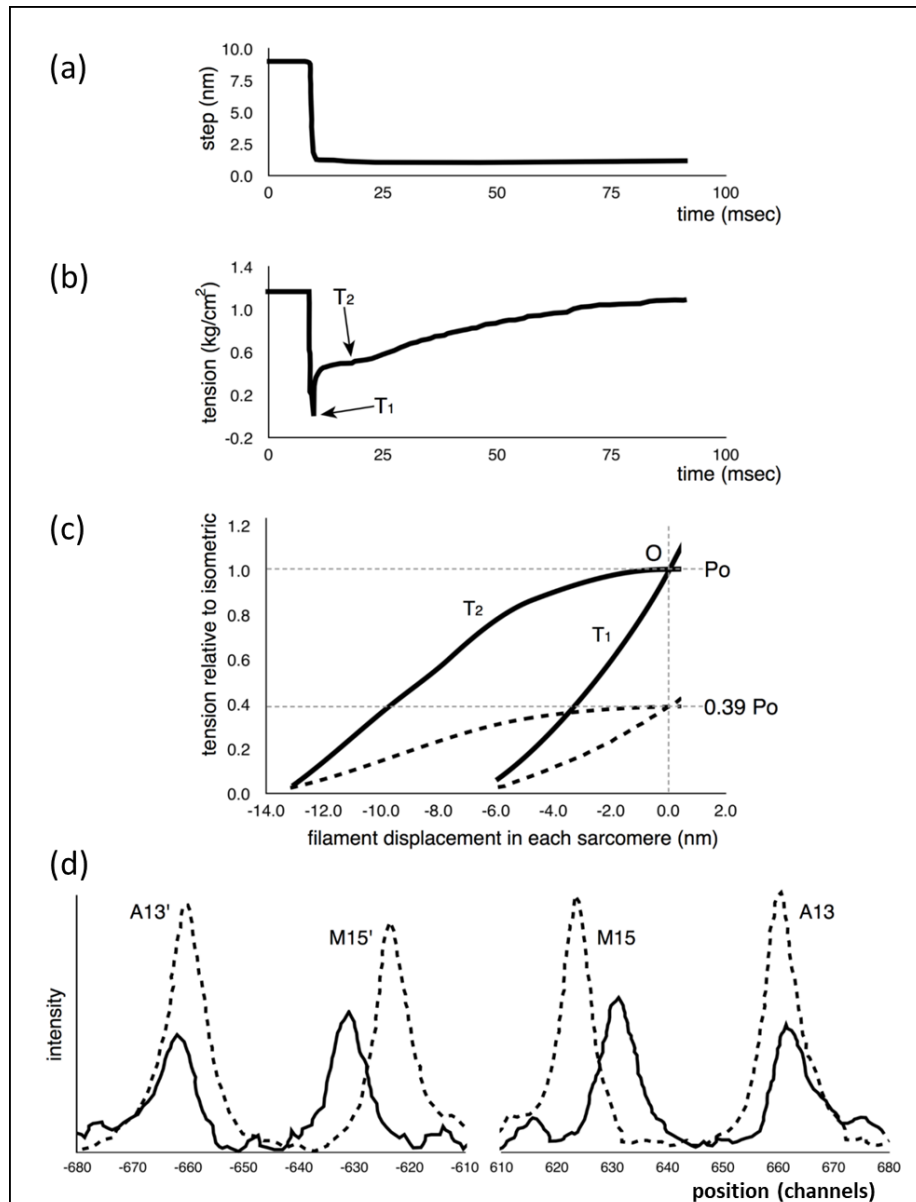 (a)
10.0
7.5
5.0
2.5
0.0
step (nm)
0 25 50 75 100
time (msec)
(b)
1.4
1.0
0.6
0.2
-0.2
tension (kg/cm²)
T₂
T₁
0 25 50 75 100
time (msec)
(c)
1.2
1.0
0.8
0.6
0.4
0.2
0.0
tension relative to isometric
O
Po
T₂
T₁
0.39 Po
-14.0 -12.0 -10.0 -8.0 -6.0 -4.0 -2.0 0.0 2.0
filament displacement in each sarcomere (nm)
(d)
A13' M15' M15 A13
intensity
-680 -660 -650 -640 -630 -620 -610 610 620 630 640 650 660 670 680
position (channels)